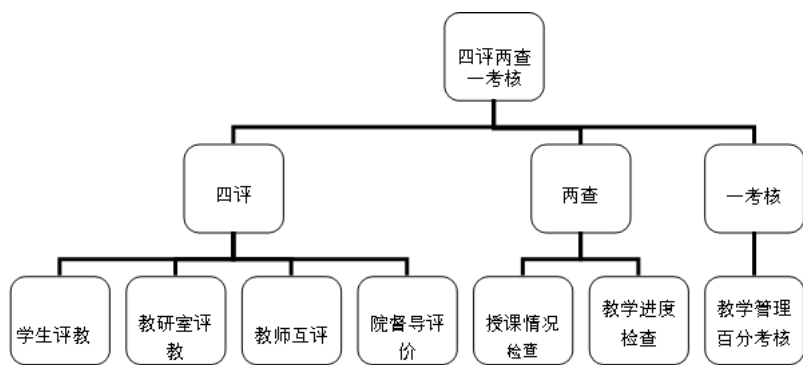 四评两查
一考核
四评
两查
一考核
学生评教
教研室评
教
教师互评
院督导评
价
授课情况
检查
教学进度
检查
教学管理
百分考核